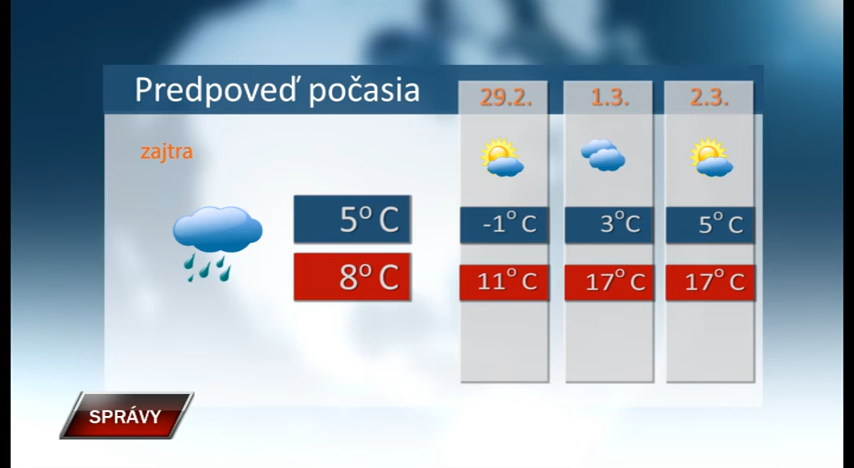 Predpoveď počasia
zajtra
5° C
8° C
29.2.
1.3.
2.3.
-1° C
3°C
5° C
11° C
17° C
17° C
SPRÁVY